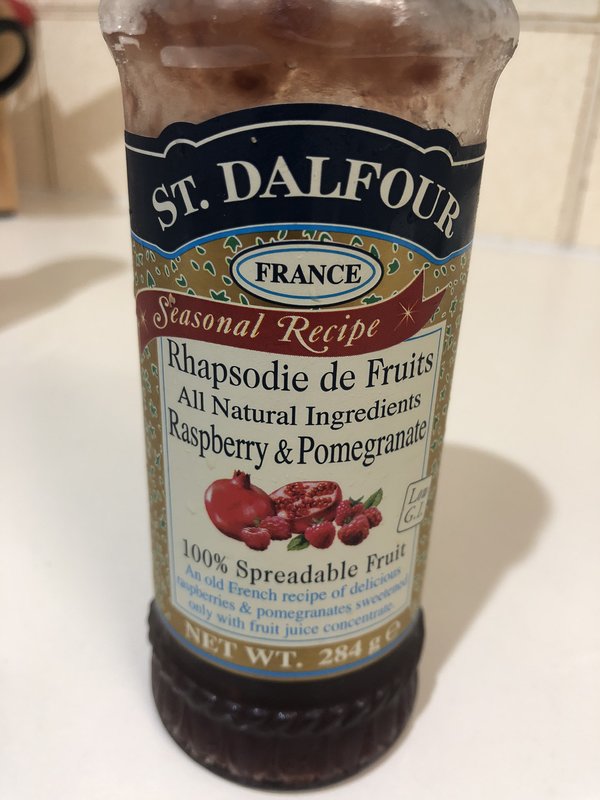 ST. DALFOUR
FRANCE
Seasonal Recipe
Rhapsodie de Fruits
All Natural Ingredients
Raspberry & Pomegranate
G.I.
100% Spreadable Fruit
An old French recipe of delicious
raspberries & pomegranates sweetened
only with fruit juice concentrate.
NET WT. 284 g ℮